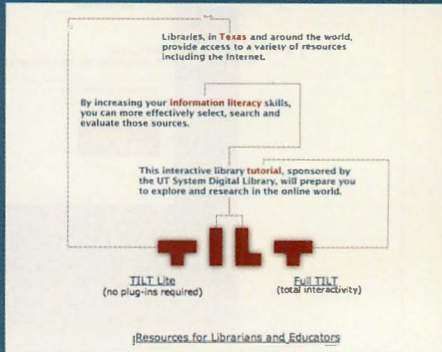 Libraries, in Texas and around the world,
provide access to a variety of resources
including the Internet.
By increasing your information literacy skills,
you can more effectively select, search and
evaluate those sources.
This interactive library tutorial, sponsored by
the UT System Digital Library, will prepare you
to explore and research in the online world.
TILT
TILT Lite
(no plug-ins required)
Full TILT
(total interactivity)
Resources for Librarians and Educators